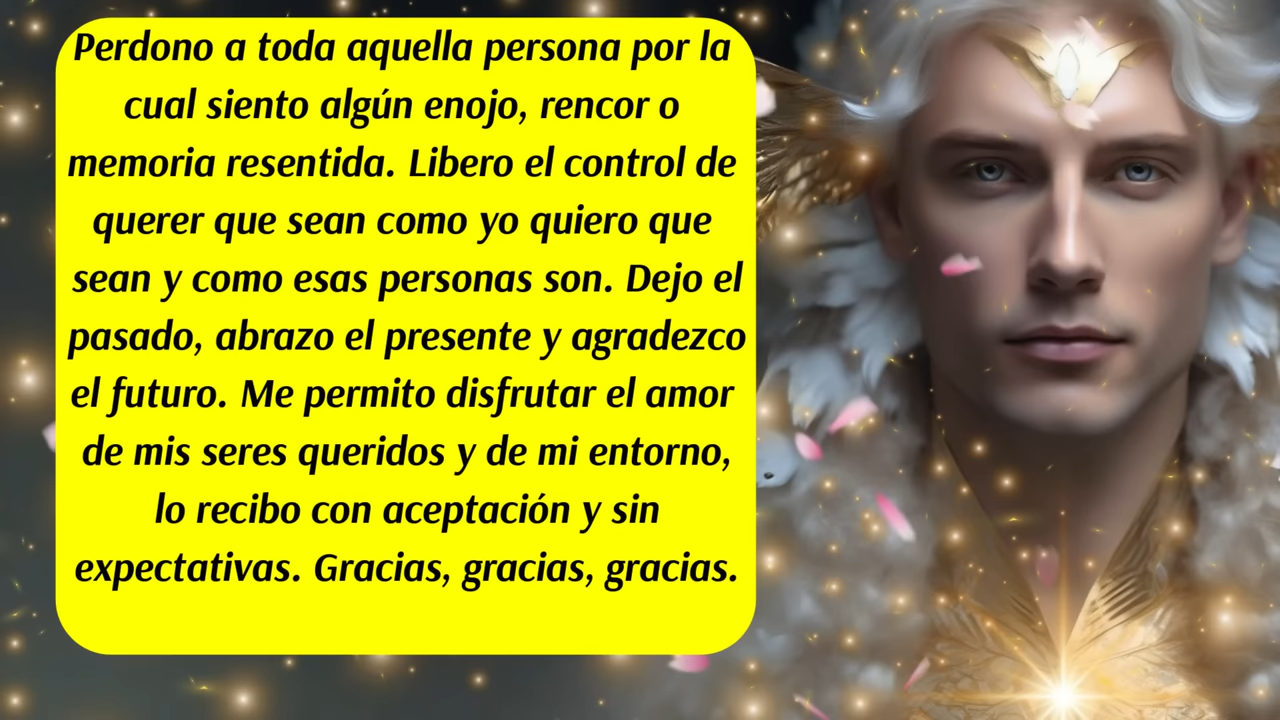 Perdono a toda aquella persona por la
cual siento algún enojo, rencor o
memoria resentida. Libero el control de
querer que sean como yo quiero que
sean y como esas personas son. Dejo el
pasado, abrazo el presente y agradezco
el futuro. Me permito disfrutar el amor
de mis seres queridos y de mi entorno,
lo recibo con aceptación y sin
expectativas. Gracias, gracias, gracias.